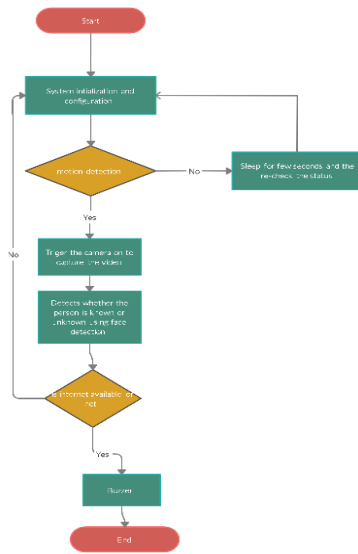 Start
System intialization and
configuration
motion detection
No
Sleep for few seconds and the
re-check the status
Yes
No
Triger the camera on to
capture the video
Detects whether the
person is known or
unknown using face
detection
is internet available or
not
Yes
Buzzer
End